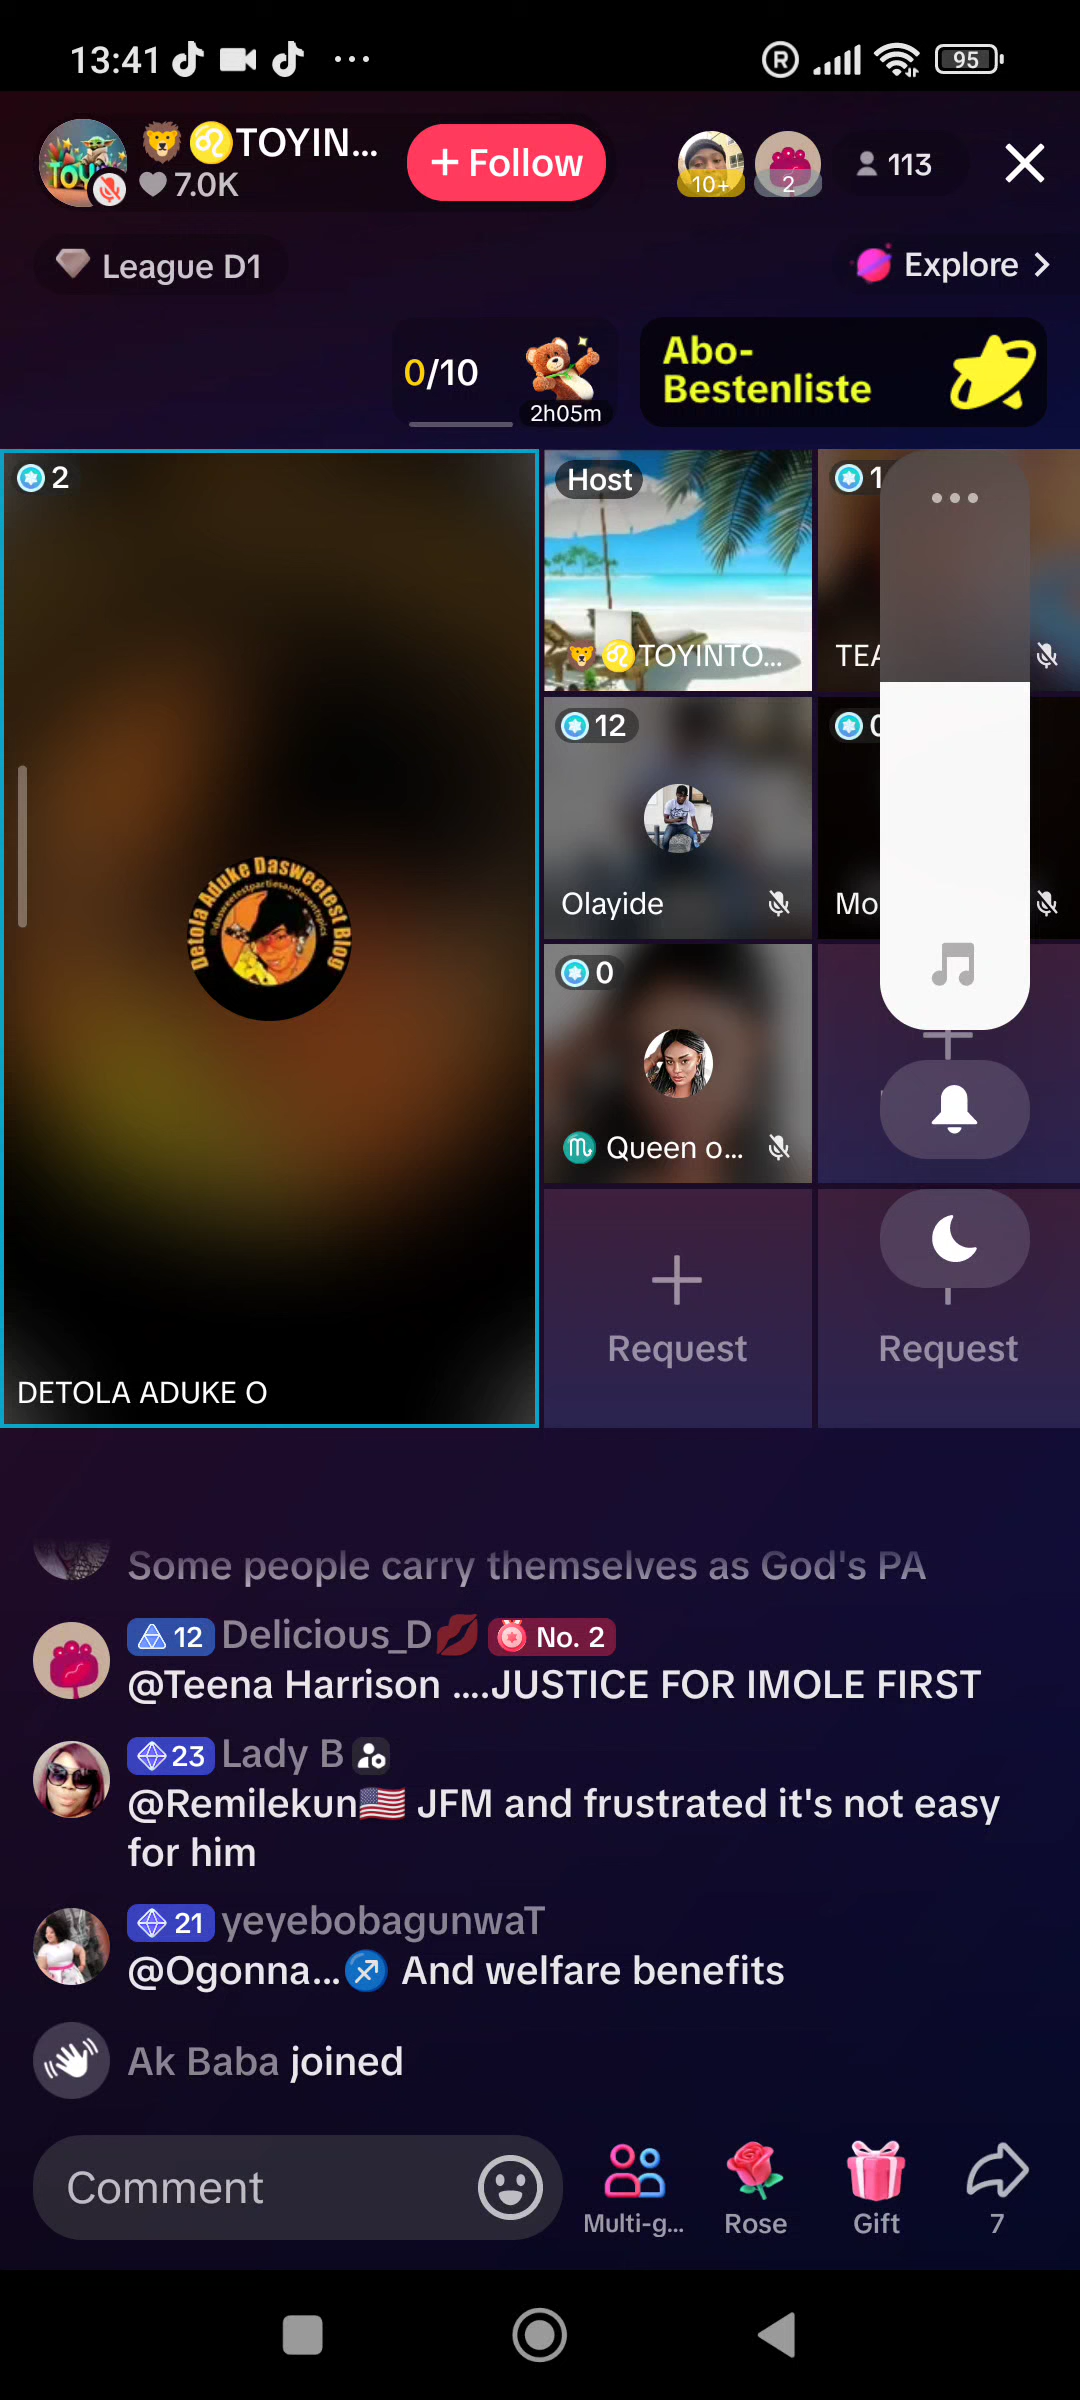 13:41
95
TOYIN...
7.0K
+ Follow
10+
2
113
League D1
Explore
0/10
2h05m
Abo-
Bestenliste
2
Host
1
TOYINTO...
TEA
12
0
Olayide
Mo
Detola Aduke Dasweetest Blog
@dasweetestpartiesandeventspics
0
Queen o...
DETOLA ADUKE O
Request
Request
Some people carry themselves as God's PA
12 Delicious_D💋 No. 2
@Teena Harrison ....JUSTICE FOR IMOLE FIRST
23 Lady B
@Remilekun🇺🇸 JFM and frustrated it's not easy
for him
21 yeyebobagunwaT
@Ogonna...♐ And welfare benefits
Ak Baba joined
Comment
Multi-g...
Rose
Gift
7